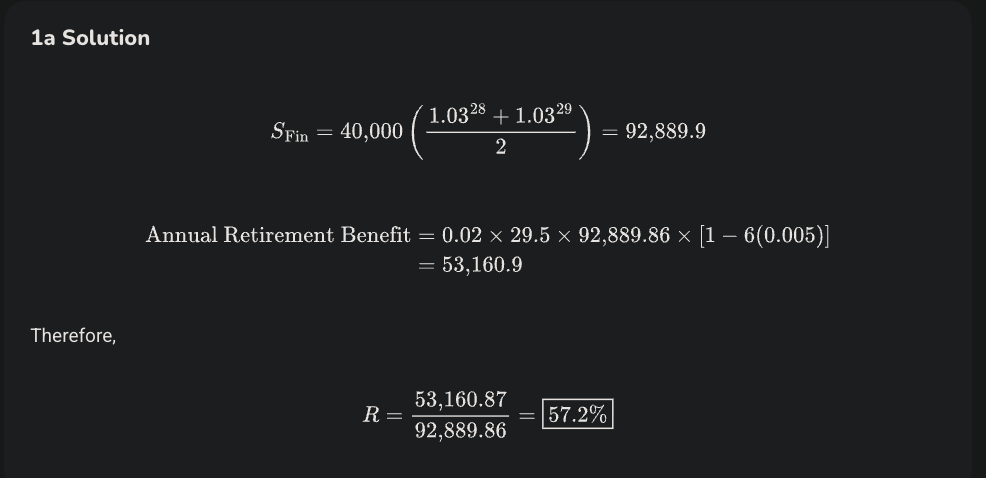 1a Solution
S_Fin = 40,000 ( (1.03^28 + 1.03^29) / 2 ) = 92,889.9
Annual Retirement Benefit = 0.02 × 29.5 × 92,889.86 × [1 − 6(0.005)]
= 53,160.9
Therefore,
R = 53,160.87 / 92,889.86 = 57.2%